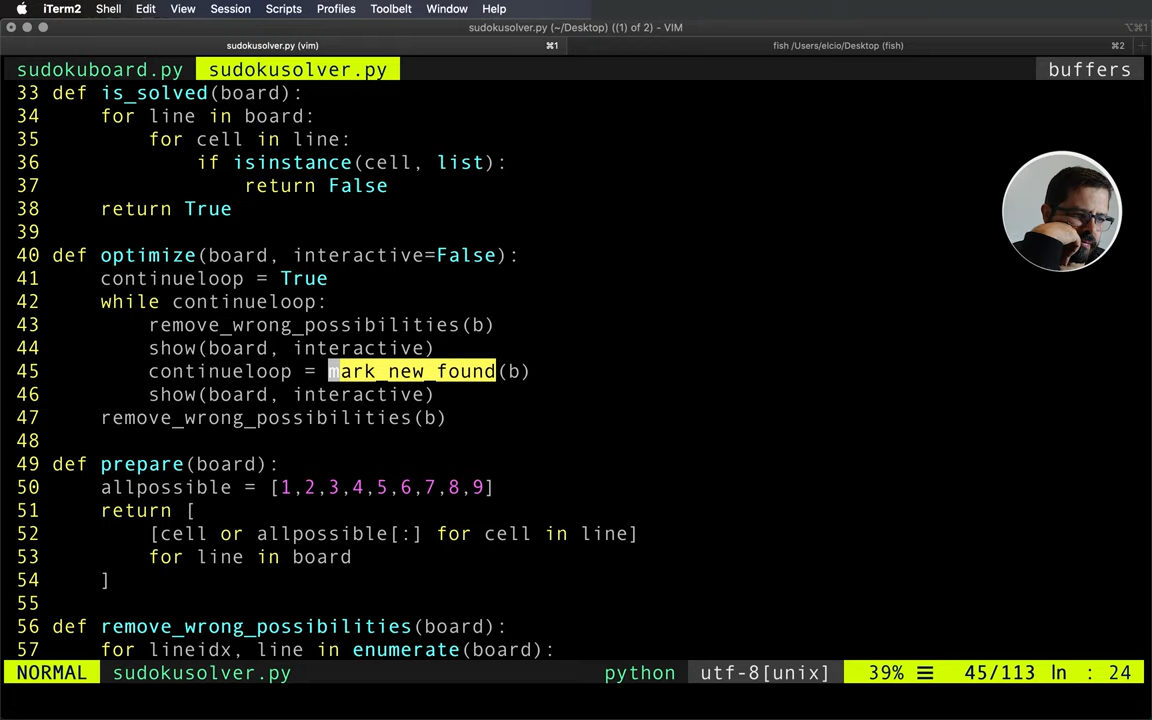 iTerm2 Shell Edit View Session Scripts Profiles Toolbelt Window Help
sudokusolver.py (~/Desktop) ((1) of 2) - VIM ⌥⌘1
sudokusolver.py (vim) ⌘1 fish /Users/elcio/Desktop (fish) ⌘2 +
sudokuboard.py sudokusolver.py buffers
33 def is_solved(board):
34     for line in board:
35         for cell in line:
36             if isinstance(cell, list):
37                 return False
38     return True
39
40 def optimize(board, interactive=False):
41     continueloop = True
42     while continueloop:
43         remove_wrong_possibilities(b)
44         show(board, interactive)
45         continueloop = mark_new_found(b)
46         show(board, interactive)
47     remove_wrong_possibilities(b)
48
49 def prepare(board):
50     allpossible = [1,2,3,4,5,6,7,8,9]
51     return [
52         [cell or allpossible[:] for cell in line]
53         for line in board
54     ]
55
56 def remove_wrong_possibilities(board):
57     for lineidx, line in enumerate(board):
NORMAL sudokusolver.py python utf-8[unix] 39% ☰ 45/113 ln : 24